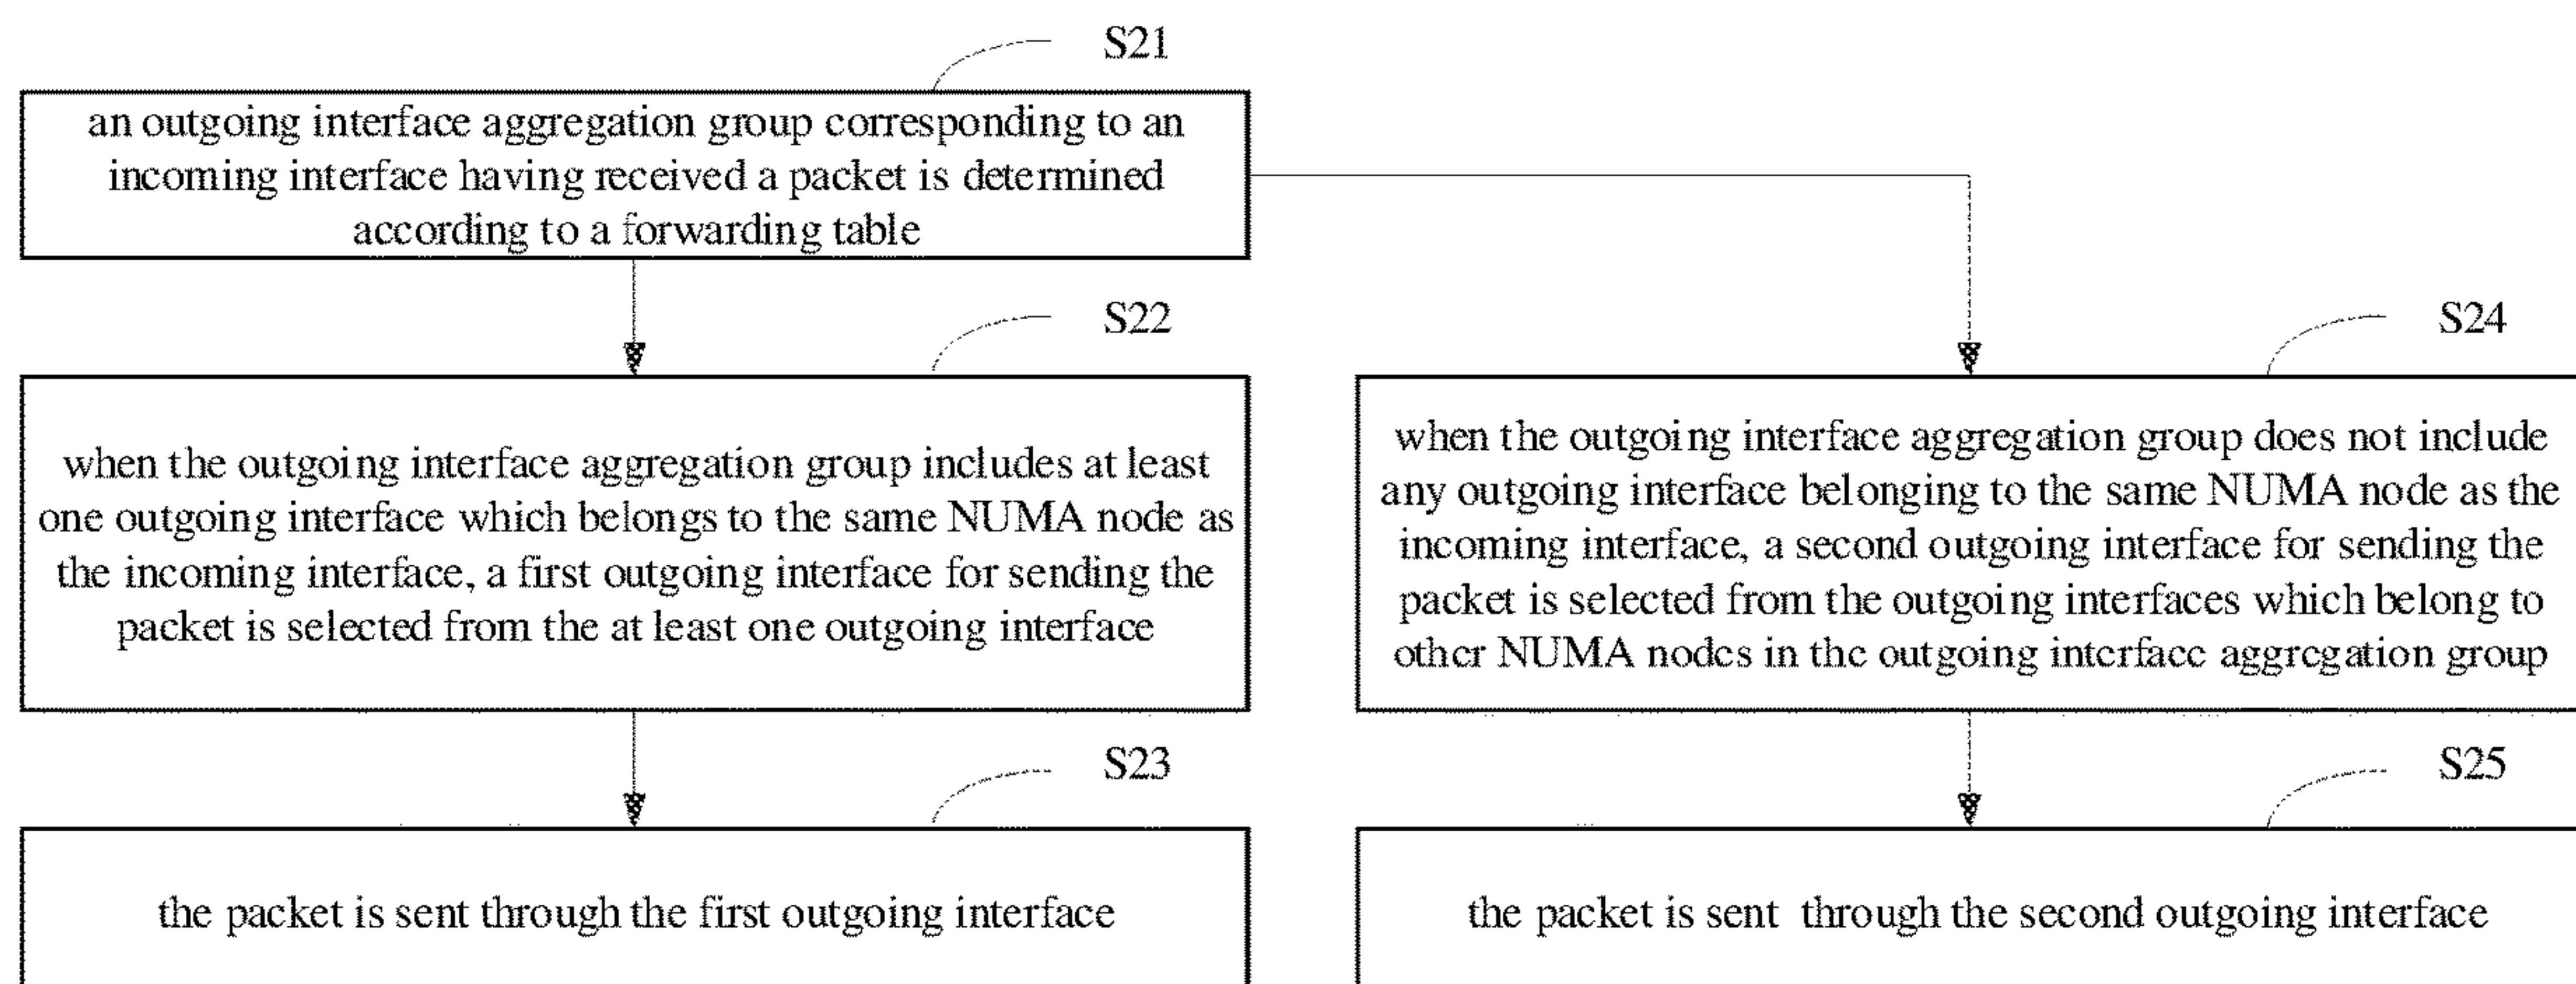 S21
an outgoing interface aggregation group corresponding to an
incoming interface having received a packet is determined
according to a forwarding table
S22
when the outgoing interface aggregation group includes at least
one outgoing interface which belongs to the same NUMA node as
the incoming interface, a first outgoing interface for sending the
packet is selected from the at least one outgoing interface
S24
when the outgoing interface aggregation group does not include
any outgoing interface belonging to the same NUMA node as the
incoming interface, a second outgoing interface for sending the
packet is selected from the outgoing interfaces which belong to
other NUMA nodes in the outgoing interface aggregation group
S23
the packet is sent through the first outgoing interface
S25
the packet is sent through the second outgoing interface